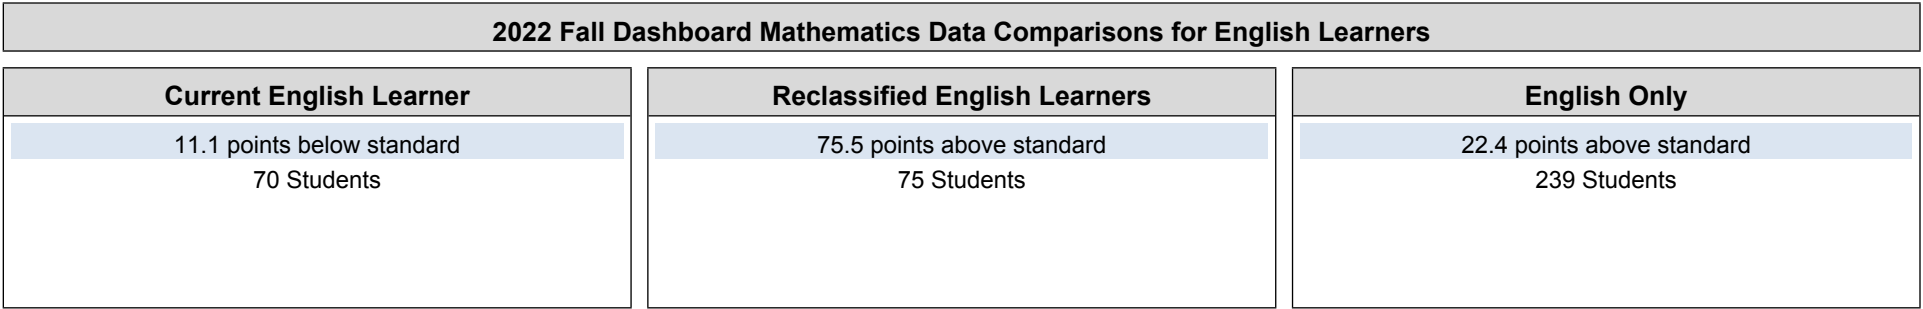 2022 Fall Dashboard Mathematics Data Comparisons for English Learners
Current English Learner
11.1 points below standard
70 Students
Reclassified English Learners
75.5 points above standard
75 Students
English Only
22.4 points above standard
239 Students